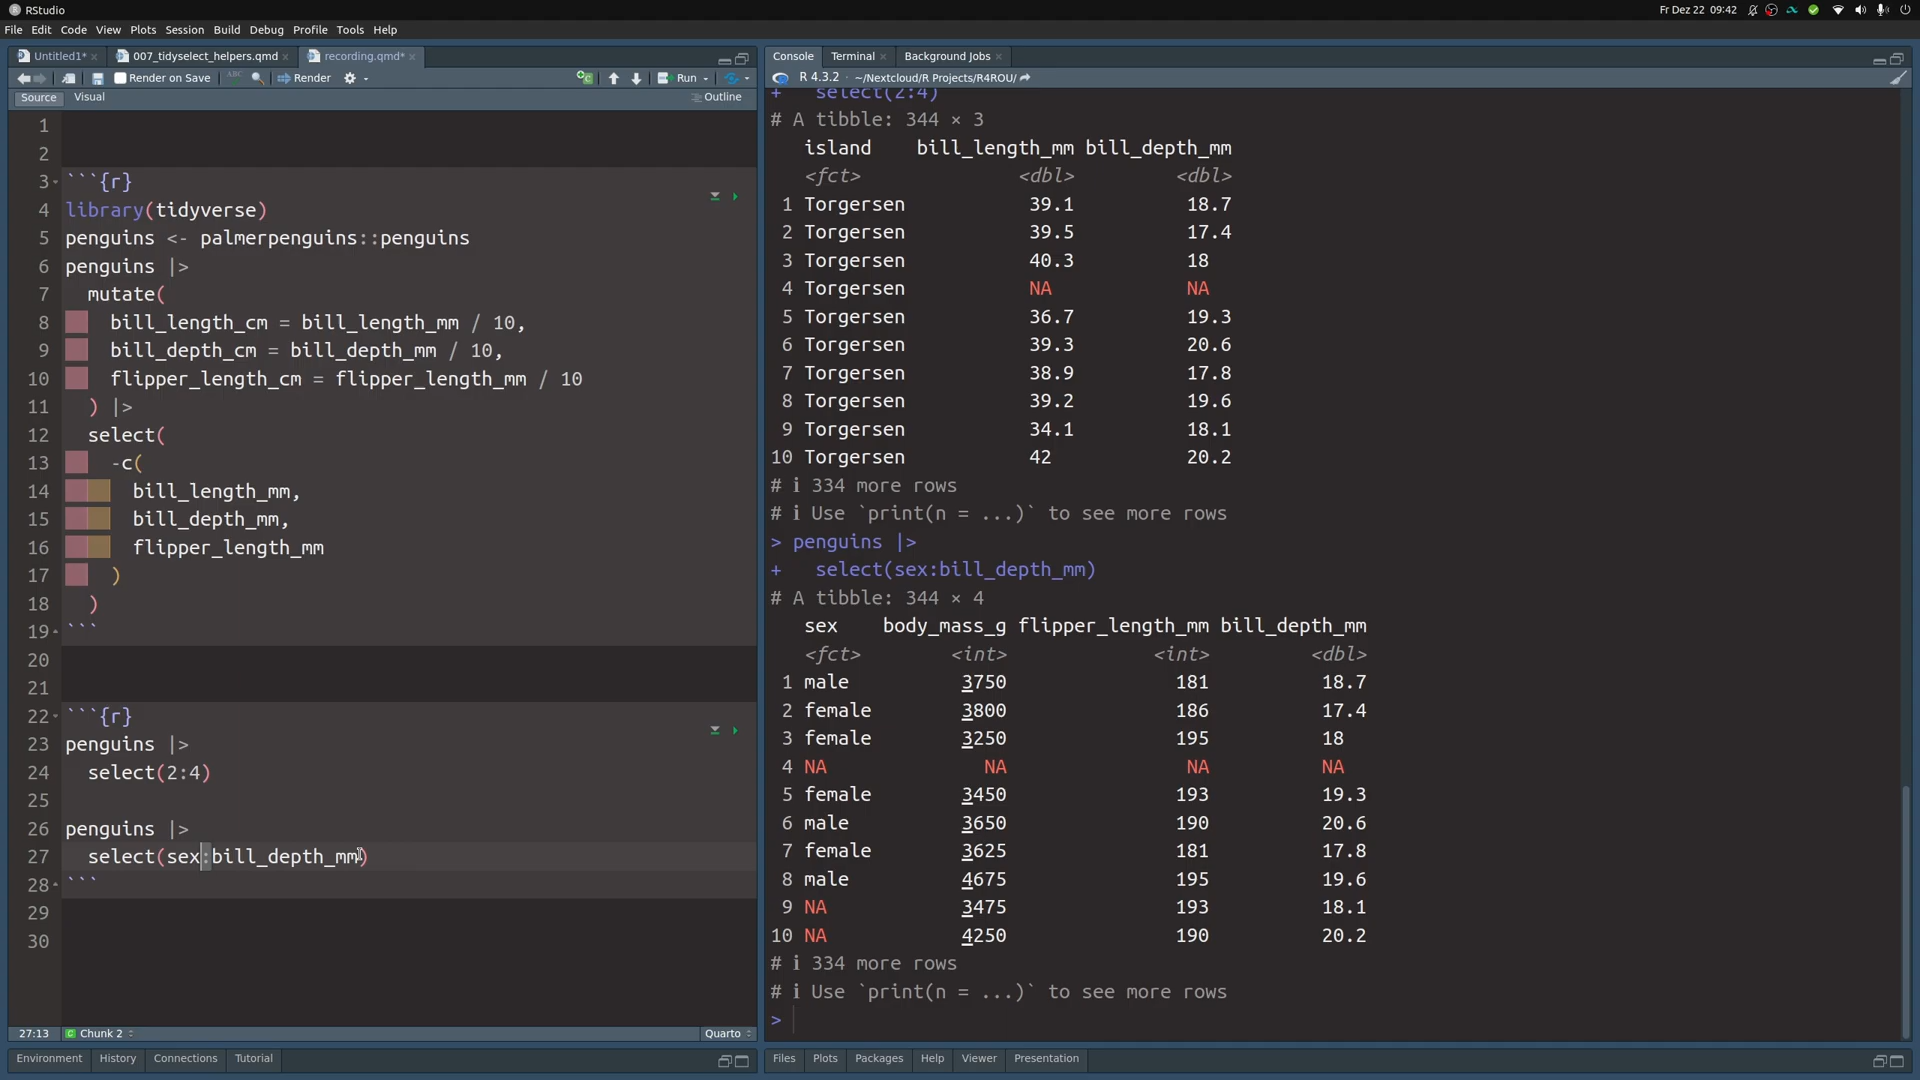 RStudio
Fr Dez 22 09:42
File Edit Code View Plots Session Build Debug Profile Tools Help
Untitled1* ×
007_tidyselect_helpers.qmd ×
recording.qmd* ×
Render on Save
ABC
Render
Run
Source
Visual
Outline
1
2
3 ```{r}
4 library(tidyverse)
5 penguins <- palmerpenguins::penguins
6 penguins |>
7 mutate(
8 bill_length_cm = bill_length_mm / 10,
9 bill_depth_cm = bill_depth_mm / 10,
10 flipper_length_cm = flipper_length_mm / 10
11 ) |>
12 select(
13 -c(
14 bill_length_mm,
15 bill_depth_mm,
16 flipper_length_mm
17 )
18 )
19 ```
20
21
22 ```{r}
23 penguins |>
24 select(2:4)
25
26 penguins |>
27 select(sex:bill_depth_mm)
28 ```
29
30
27:13
Chunk 2
Quarto
Environment History Connections Tutorial
Console Terminal × Background Jobs ×
R 4.3.2 · ~/Nextcloud/R Projects/R4ROU/
+ select(2:4)
# A tibble: 344 × 3
island bill_length_mm bill_depth_mm
<fct> <dbl> <dbl>
1 Torgersen 39.1 18.7
2 Torgersen 39.5 17.4
3 Torgersen 40.3 18
4 Torgersen NA NA
5 Torgersen 36.7 19.3
6 Torgersen 39.3 20.6
7 Torgersen 38.9 17.8
8 Torgersen 39.2 19.6
9 Torgersen 34.1 18.1
10 Torgersen 42 20.2
# ℹ 334 more rows
# ℹ Use `print(n = ...)` to see more rows
> penguins |>
+ select(sex:bill_depth_mm)
# A tibble: 344 × 4
sex body_mass_g flipper_length_mm bill_depth_mm
<fct> <int> <int> <dbl>
1 male 3750 181 18.7
2 female 3800 186 17.4
3 female 3250 195 18
4 NA NA NA NA
5 female 3450 193 19.3
6 male 3650 190 20.6
7 female 3625 181 17.8
8 male 4675 195 19.6
9 NA 3475 193 18.1
10 NA 4250 190 20.2
# ℹ 334 more rows
# ℹ Use `print(n = ...)` to see more rows
>
Files Plots Packages Help Viewer Presentation